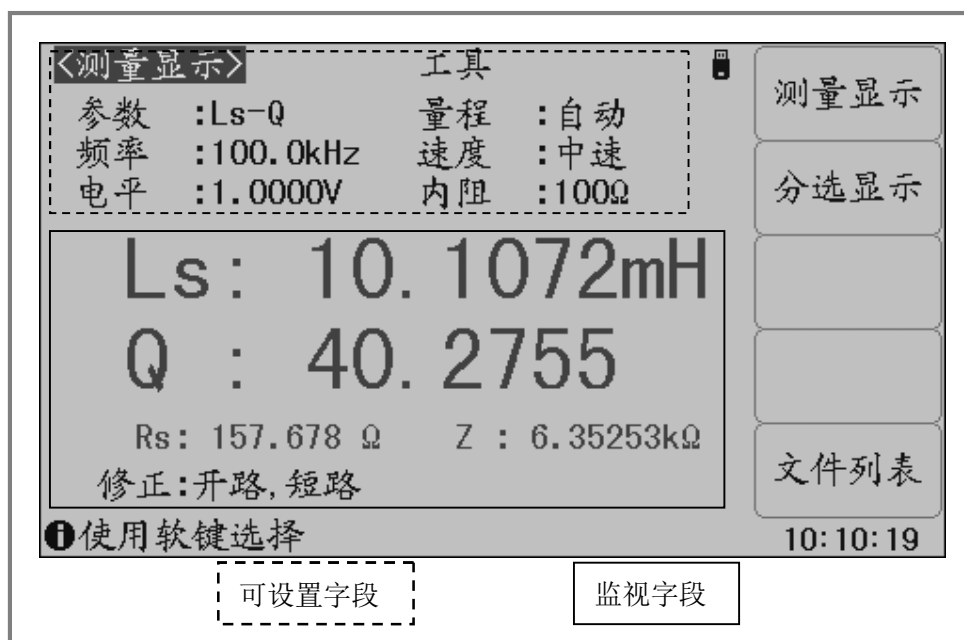 <测量显示> 工具
参数 :Ls-Q 量程 :自动
频率 :100.0kHz 速度 :中速
电平 :1.0000V 内阻 :100Ω
Ls: 10.1072mH
Q : 40.2755
Rs: 157.678 Ω Z : 6.35253kΩ
修正:开路,短路
使用软键选择
测量显示
分选显示
文件列表
10:10:19
可设置字段 监视字段